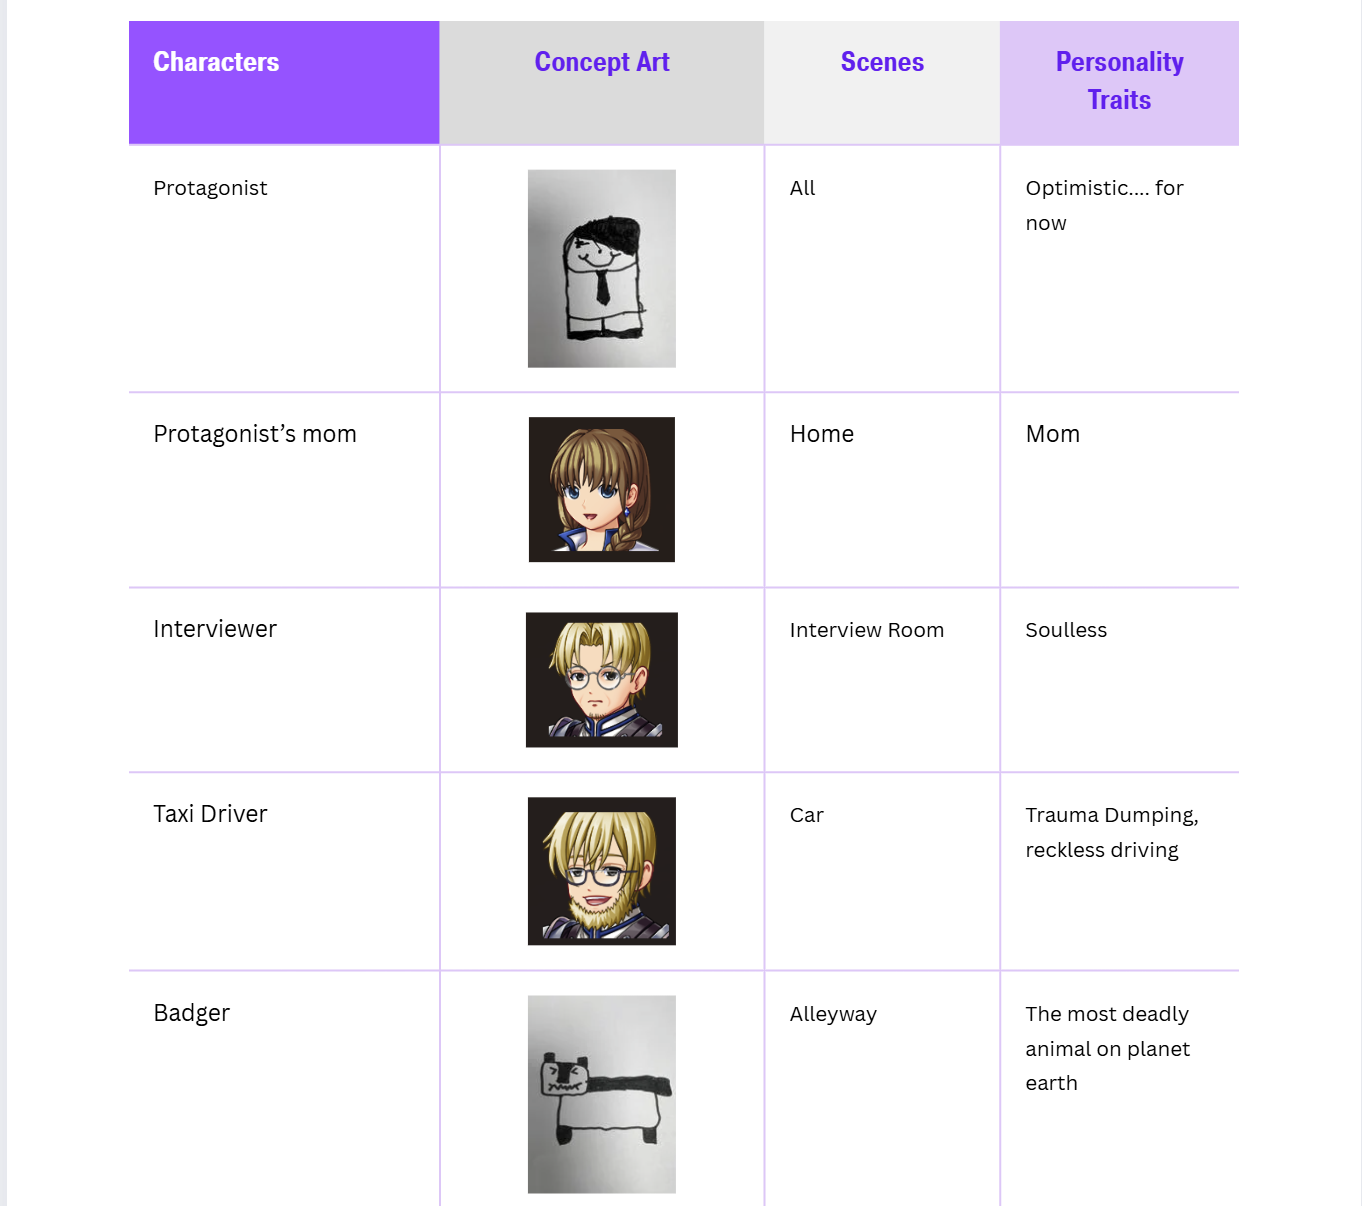 Characters
Concept Art
Scenes
Personality
Traits
Protagonist
All
Optimistic.... for
now
Protagonist’s mom
Home
Mom
Interviewer
Interview Room
Soulless
Taxi Driver
Car
Trauma Dumping,
reckless driving
Badger
Alleyway
The most deadly
animal on planet
earth